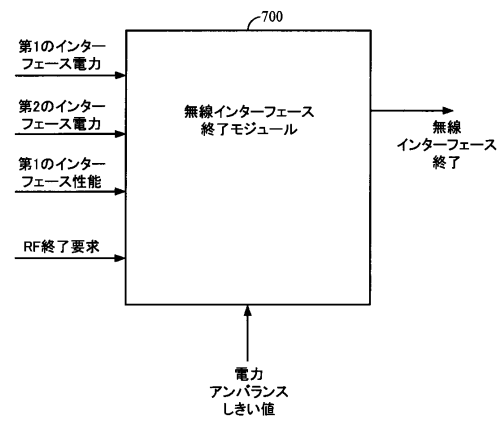 700
第1のインター
フェース電力
第2のインター
フェース電力
第1のインター
フェース性能
RF終了要求
無線インターフェース
終了モジュール
無線
インターフェース
終了
電力
アンバランス
しきい値